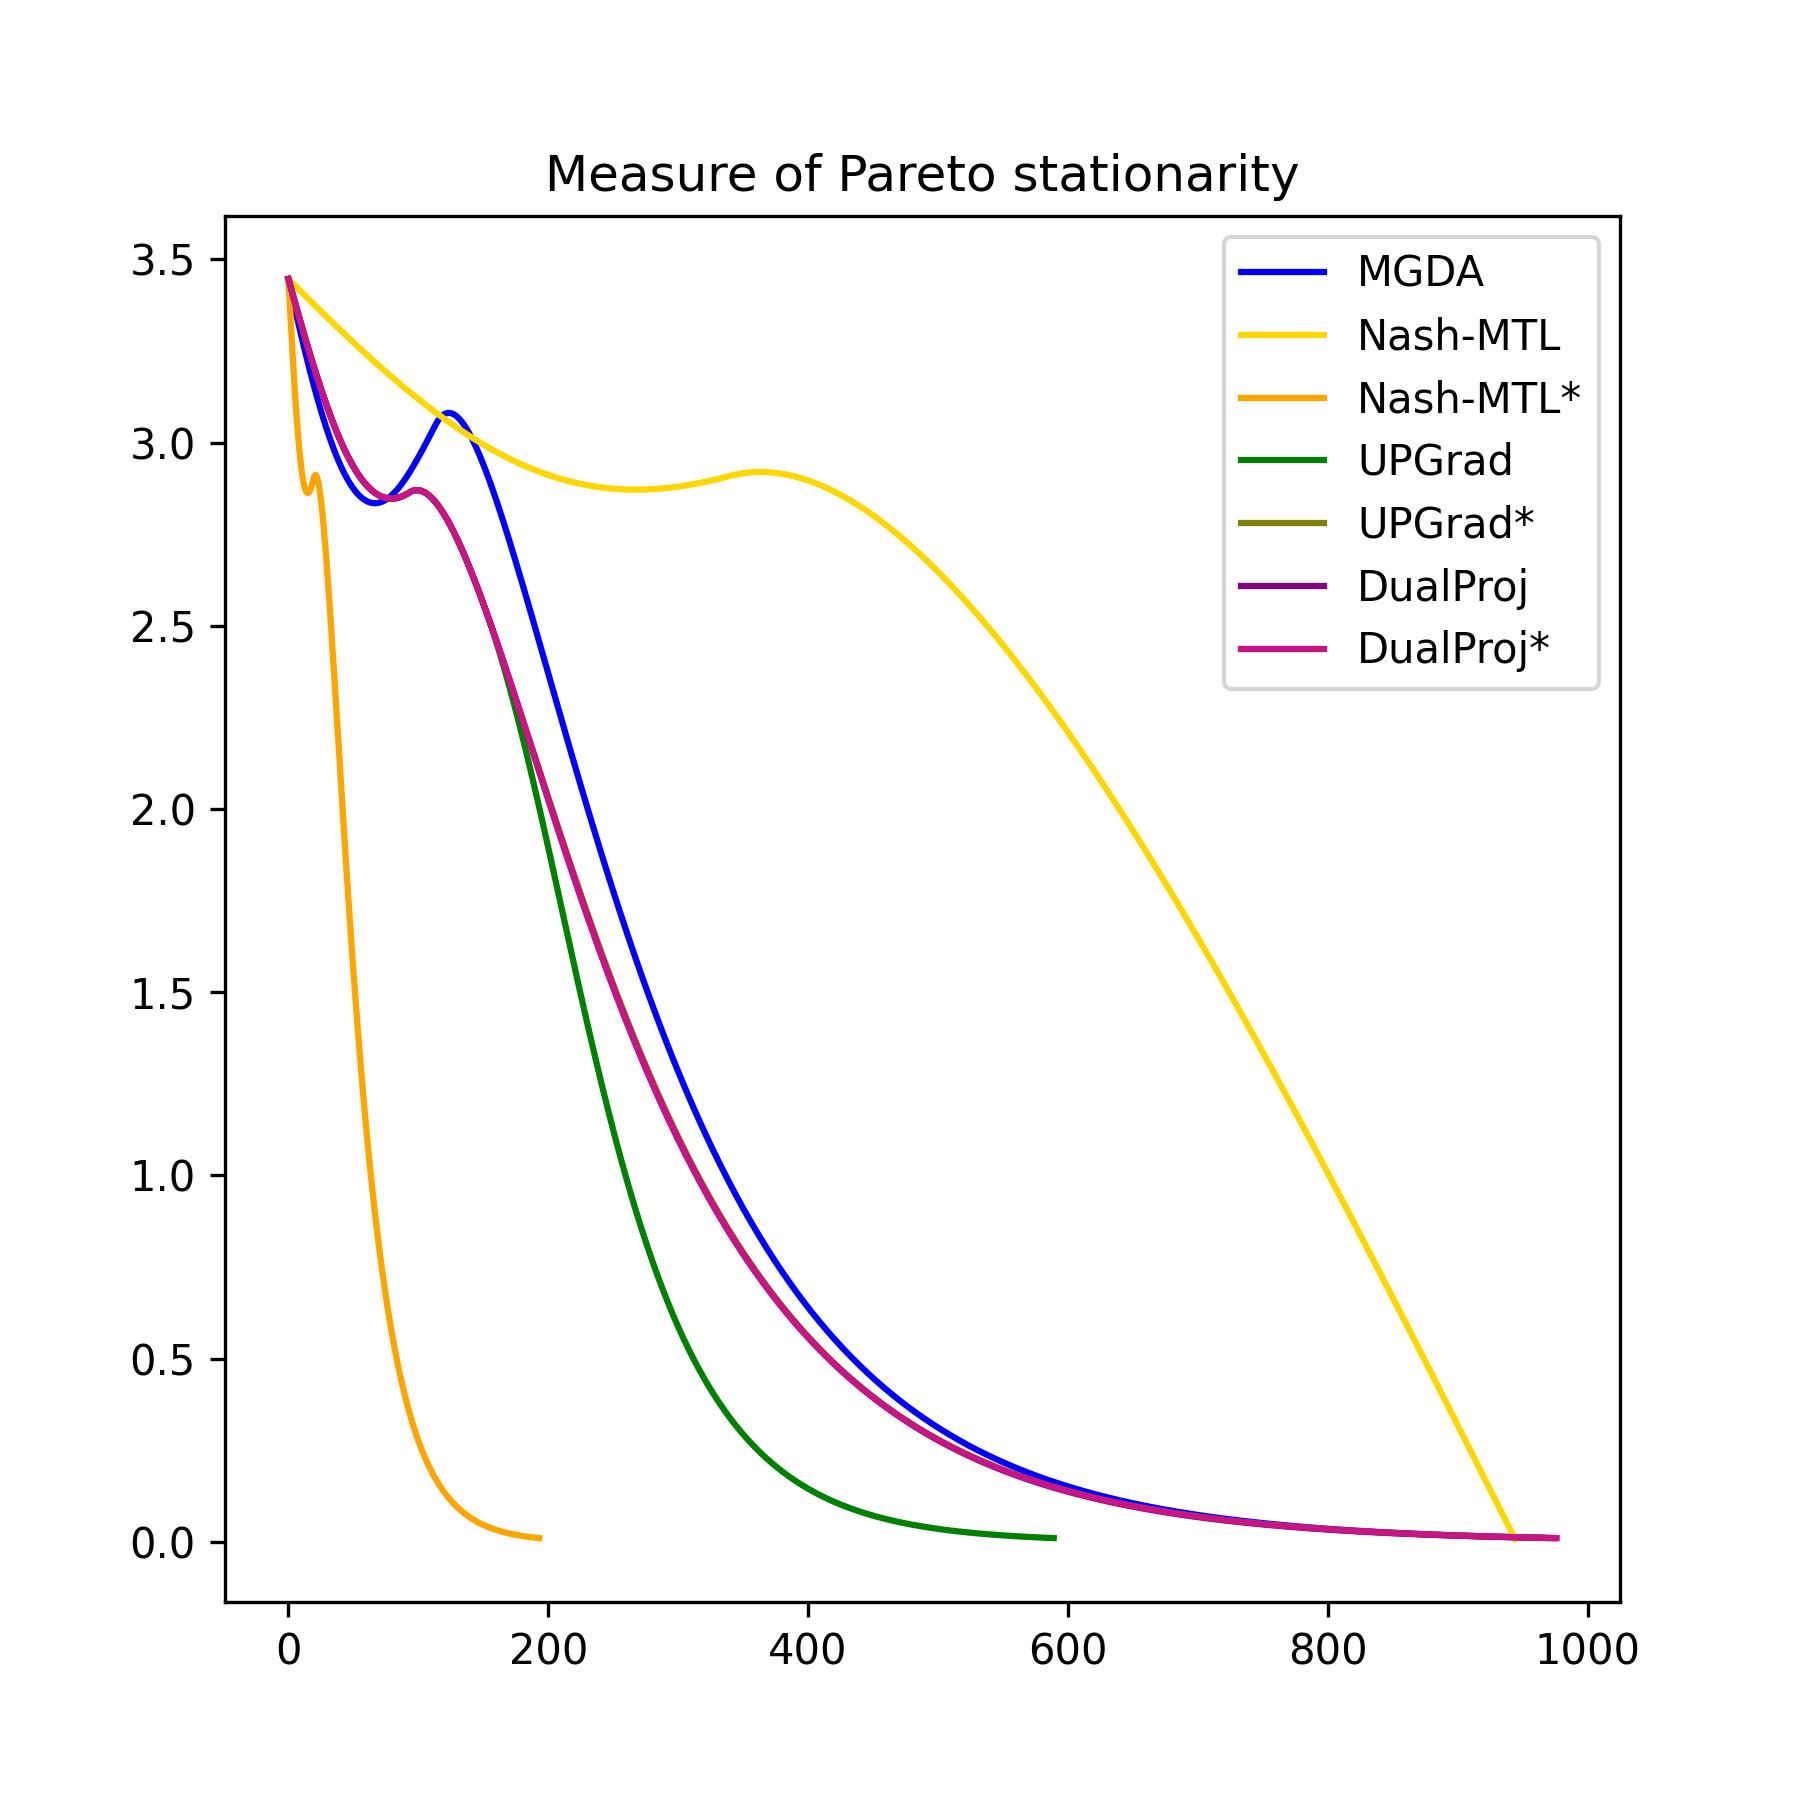 Measure of Pareto stationarity
3.5
3.0
2.5
2.0
1.5
1.0
0.5
0.0
MGDA
Nash-MTL
Nash-MTL*
UPGrad
UPGrad*
DualProj
DualProj*
0 200 400 600 800 1000